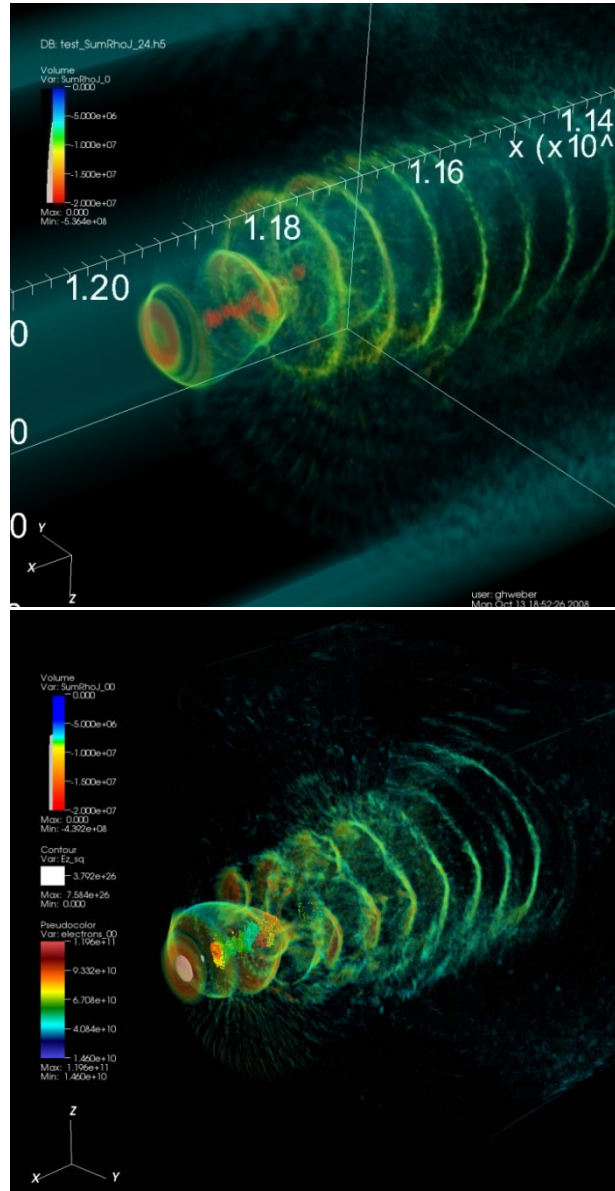 DB: test_SumRhoJ_24.h5
Volume
Var: SumRhoJ_0
0.000
-5.000e+06
-1.000e+07
-1.500e+07
-2.000e+07
Max: 0.000
Min: -5.364e+08
1.20
1.18
1.16
1.14
x (x10^
0
0
0
Y
X
Z
user: ghweber
Mon Oct 13 18:52:26 2008
Volume
Var: SumRhoJ_00
0.000
-5.000e+06
-1.000e+07
-1.500e+07
-2.000e+07
Max: 0.000
Min: -4.392e+08
Contour
Var: Ez_sq
3.792e+26
Max: 7.584e+26
Min: 0.000
Pseudocolor
Var: electrons_00
1.196e+11
9.332e+10
6.708e+10
4.084e+10
1.460e+10
Max: 1.196e+11
Min: 1.460e+10
Z
X
Y